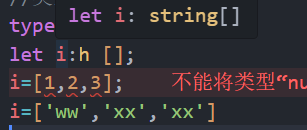 let i: string[]
type
let i:h [];
i=[1,2,3]; 不能将类型“nu
i=['ww','xx','xx']